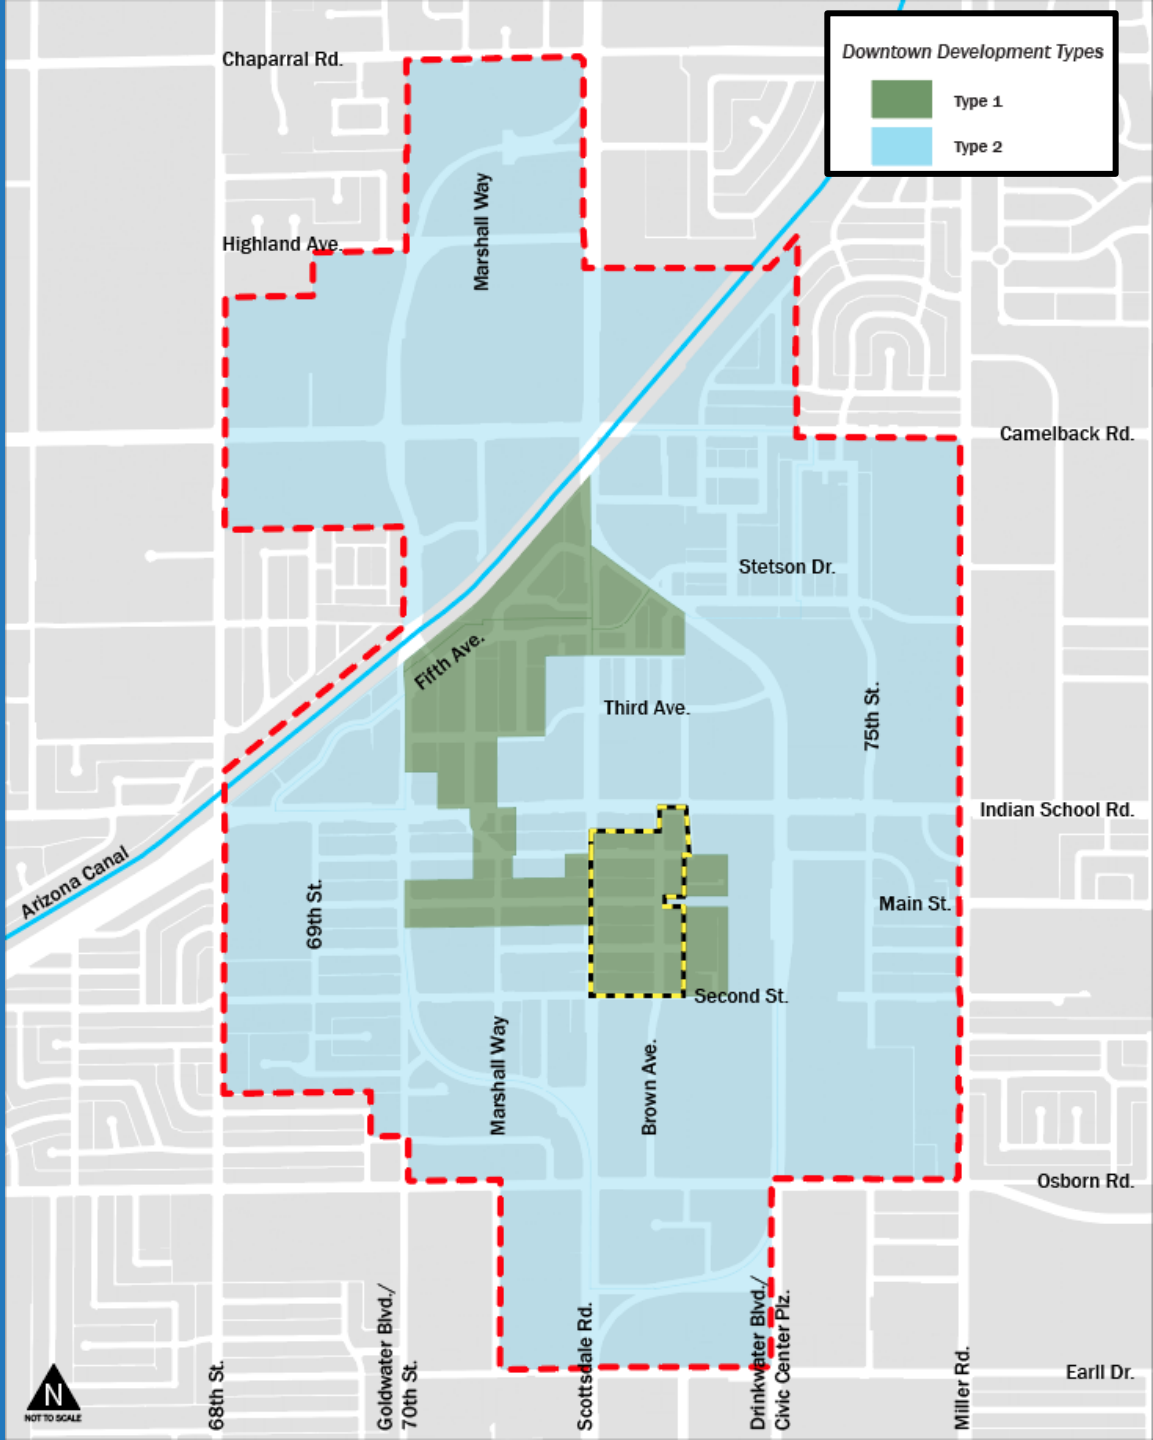 Downtown Development Types
Type 1
Type 2
Chaparral Rd.
Marshall Way
Highland Ave.
Camelback Rd.
Stetson Dr.
Fifth Ave.
Third Ave.
75th St.
Indian School Rd.
Arizona Canal
69th St.
Main St.
Second St.
Marshall Way
Brown Ave.
Osborn Rd.
Earll Dr.
68th St.
Goldwater Blvd./
70th St.
Scottsdale Rd.
Drinkwater Blvd./
Civic Center Plz.
Miller Rd.
N
NOT TO SCALE